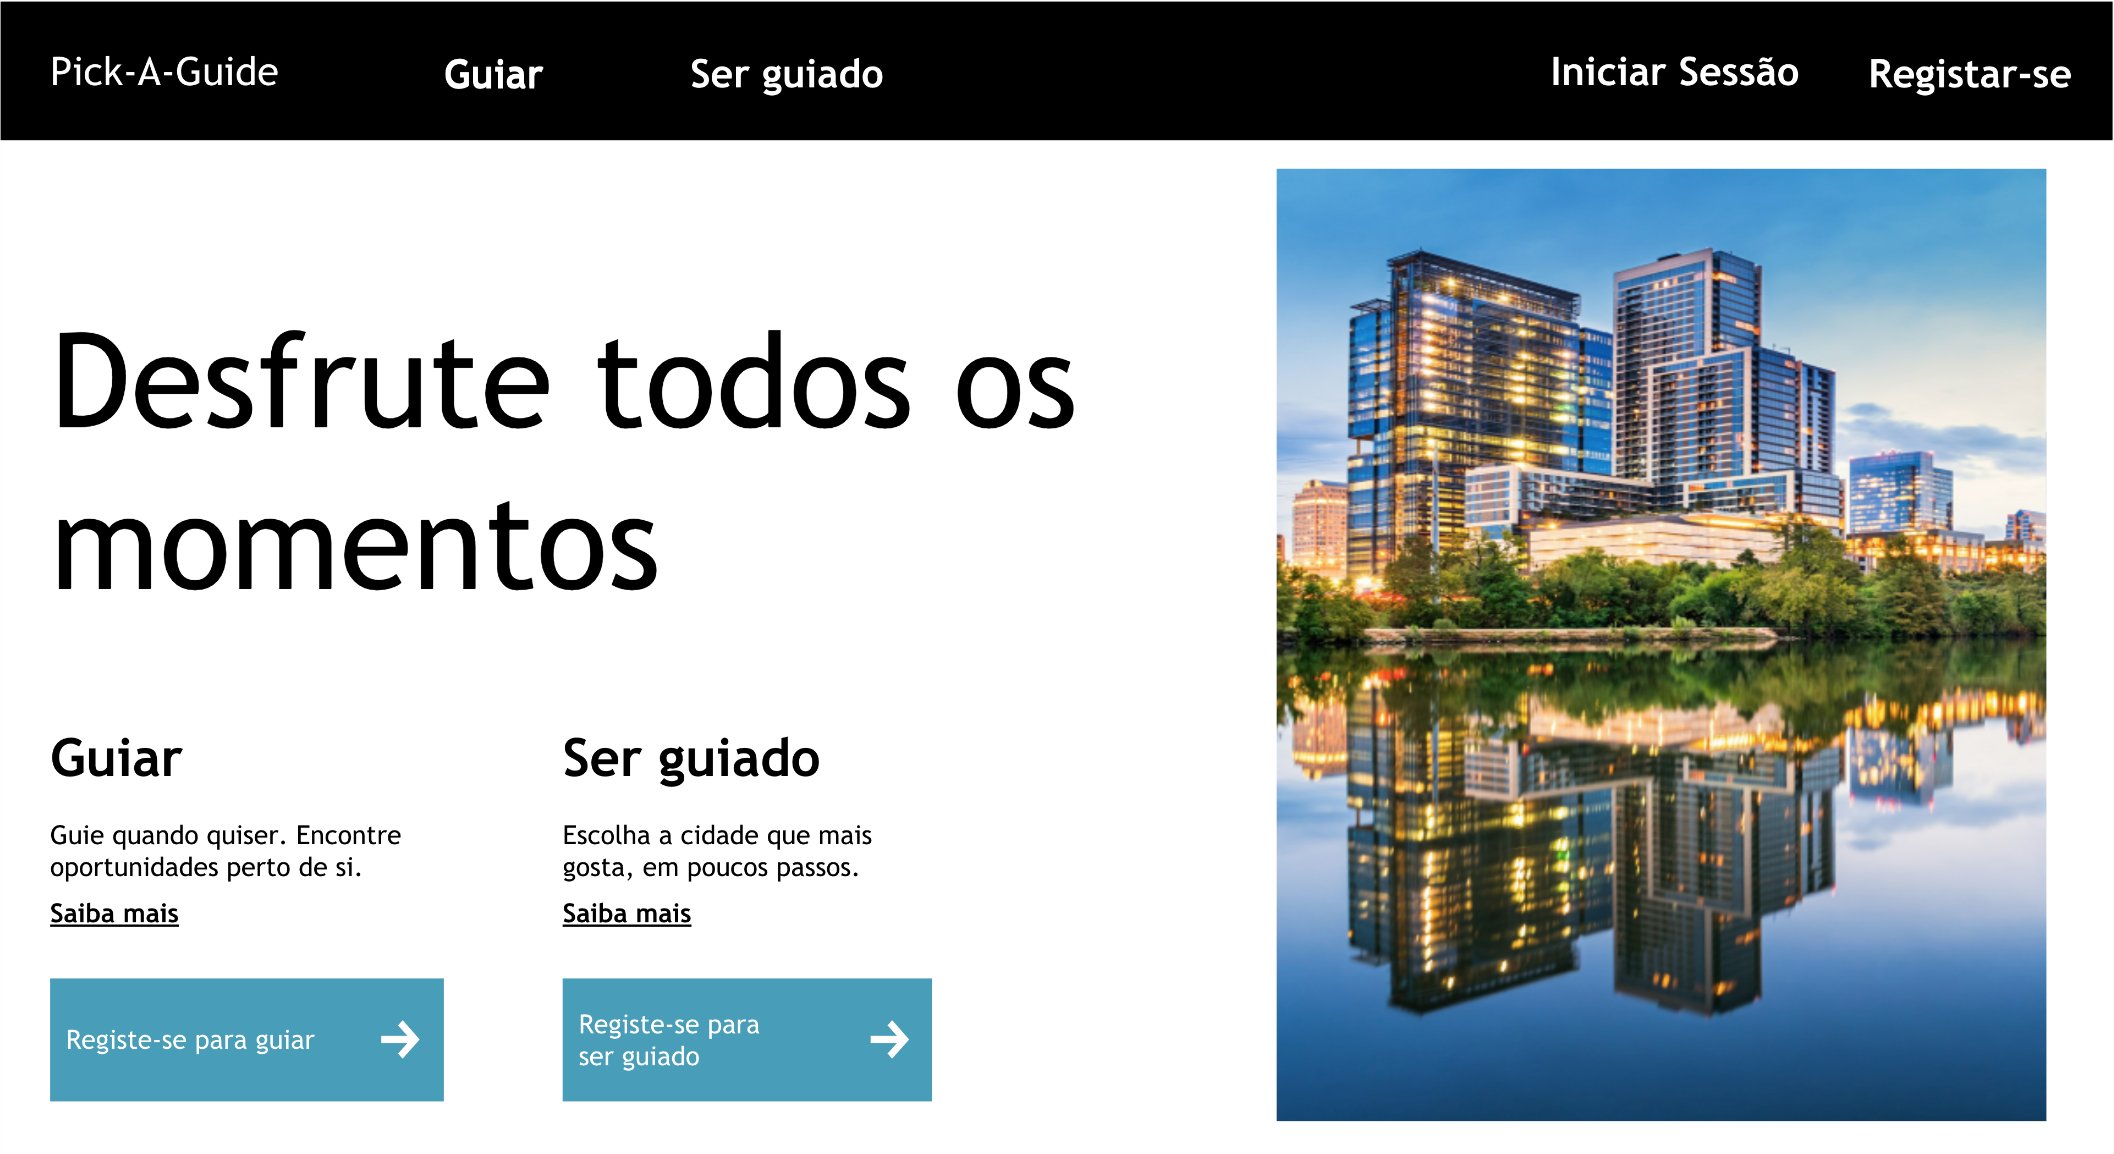 Pick-A-Guide
Guiar
Ser guiado
Iniciar Sessão
Registar-se
Desfrute todos os
momentos
Guiar
Guie quando quiser. Encontre
oportunidades perto de si.
Saiba mais
Registe-se para guiar
Ser guiado
Escolha a cidade que mais
gosta, em poucos passos.
Saiba mais
Registe-se para
ser guiado